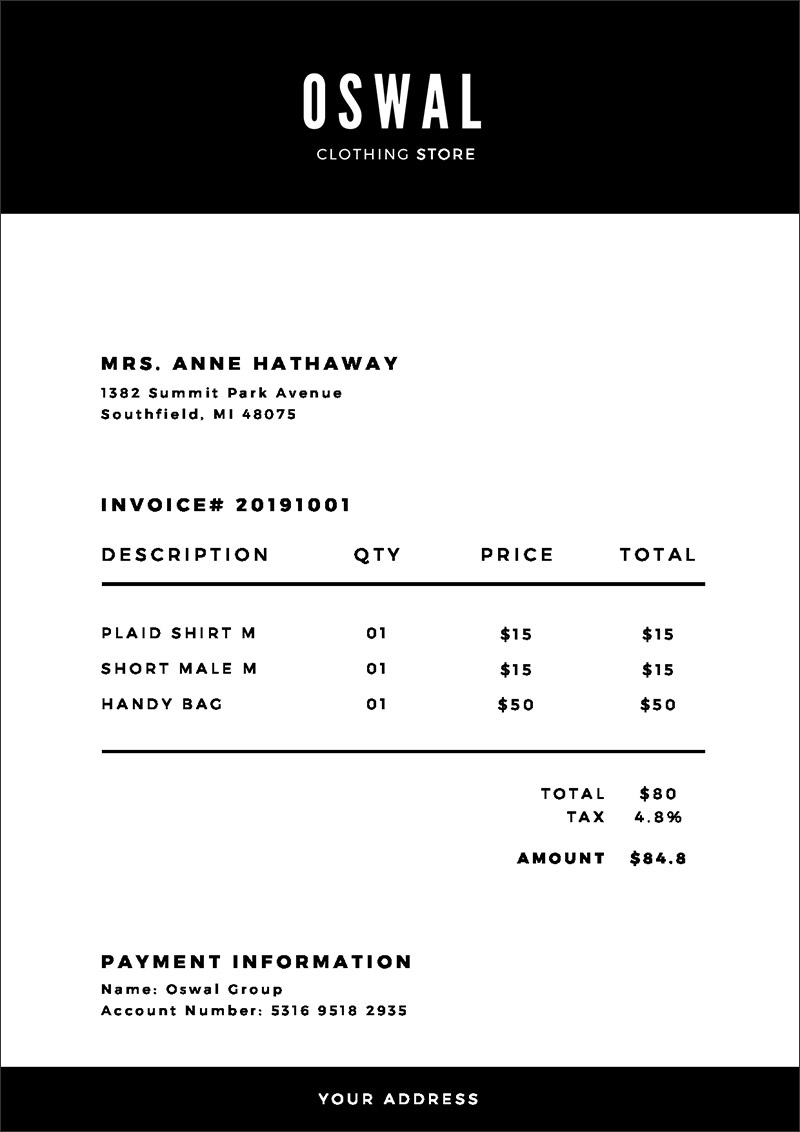 OSWAL
CLOTHING STORE
MRS. ANNE HATHAWAY
1382 Summit Park Avenue
Southfield, MI 48075
INVOICE# 20191001
DESCRIPTION QTY PRICE TOTAL
PLAID SHIRT M 01 $15 $15
SHORT MALE M 01 $15 $15
HANDY BAG 01 $50 $50
TOTAL $80
TAX 4.8%
AMOUNT $84.8
PAYMENT INFORMATION
Name: Oswal Group
Account Number: 5316 9518 2935
YOUR ADDRESS